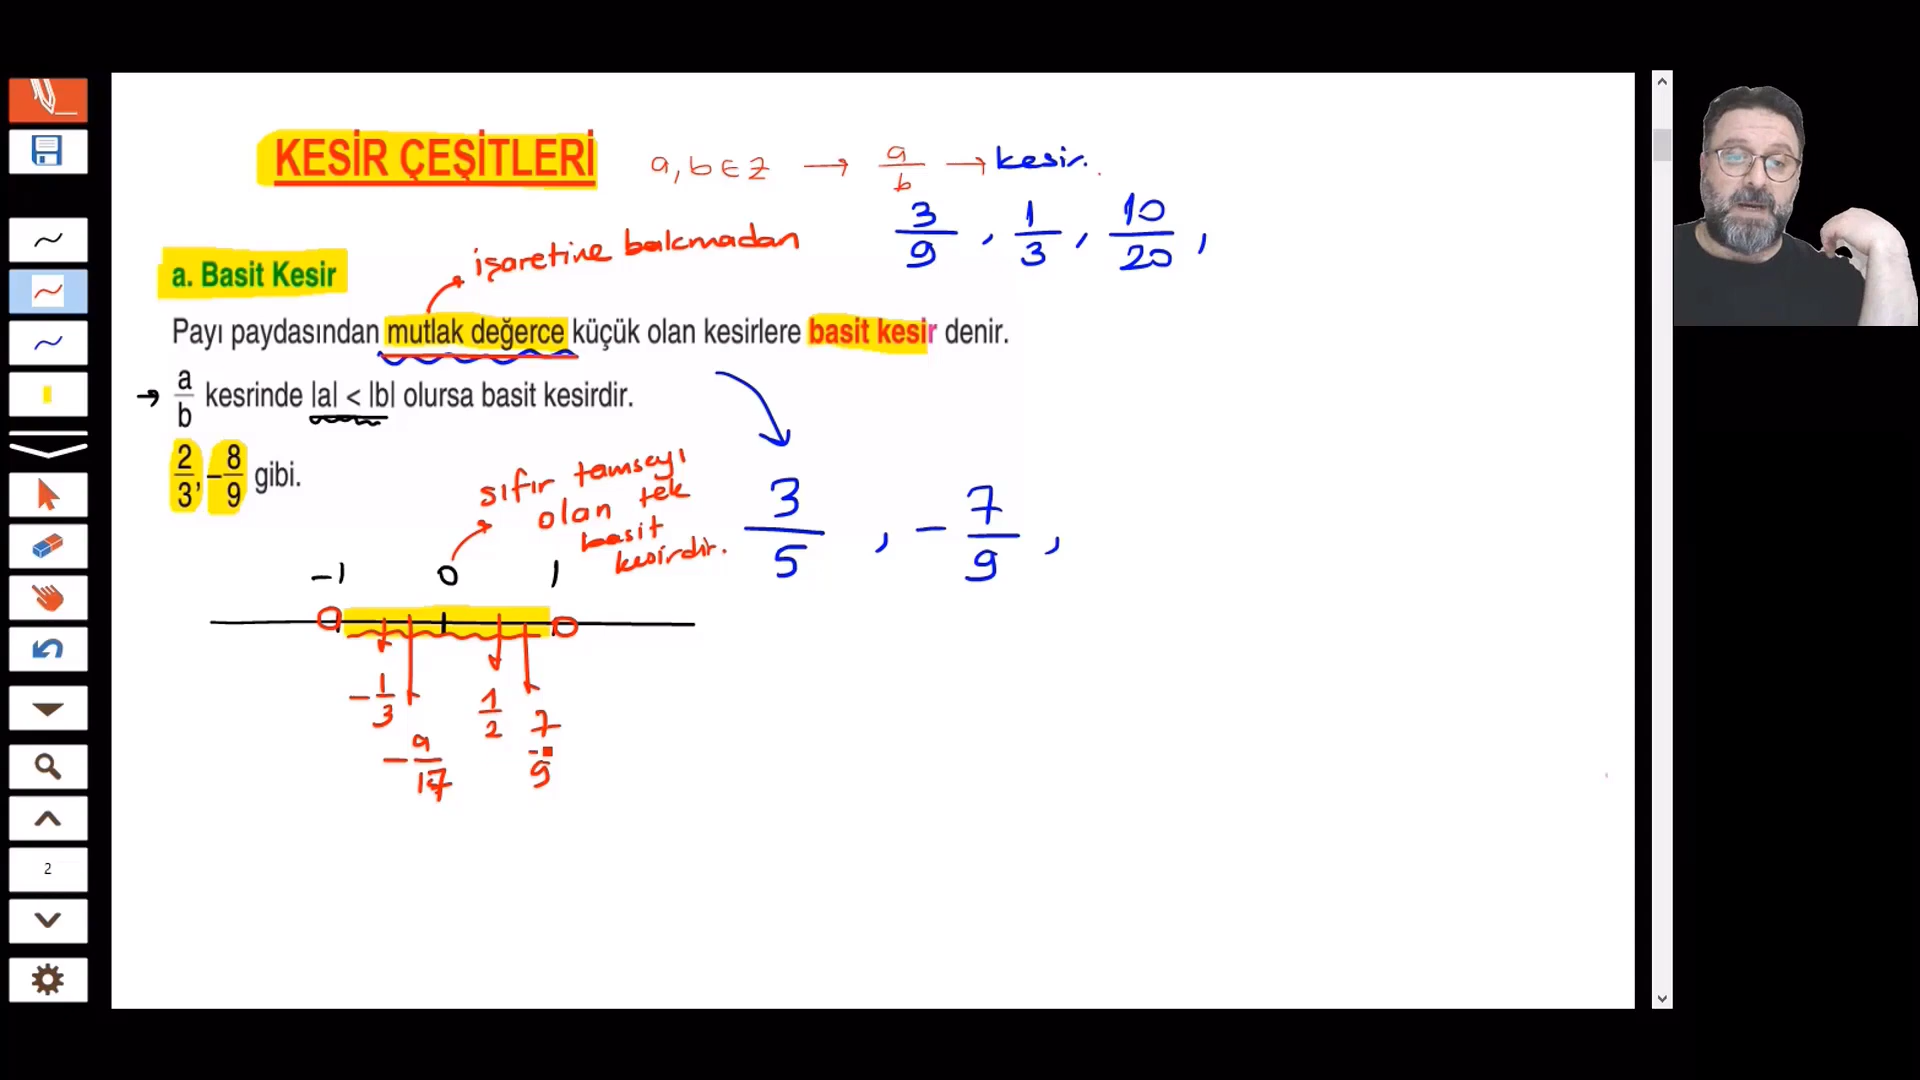 KESİR ÇEŞİTLERİ
a, b ∈ Z → a/b → kesir.
3/9 , 1/3 , 10/20 ,
işaretine bakmadan
a. Basit Kesir
Payı paydasından mutlak değerce küçük olan kesirlere basit kesir denir.
→ a/b kesrinde |a| < |b| olursa basit kesirdir.
2/3, -8/9 gibi.
sıfır tamsayı
olan tek
basit
kesirdir.
3/5 , -7/9 ,
-1 0 1
-1/3 1/2 7/9
-9/17
2